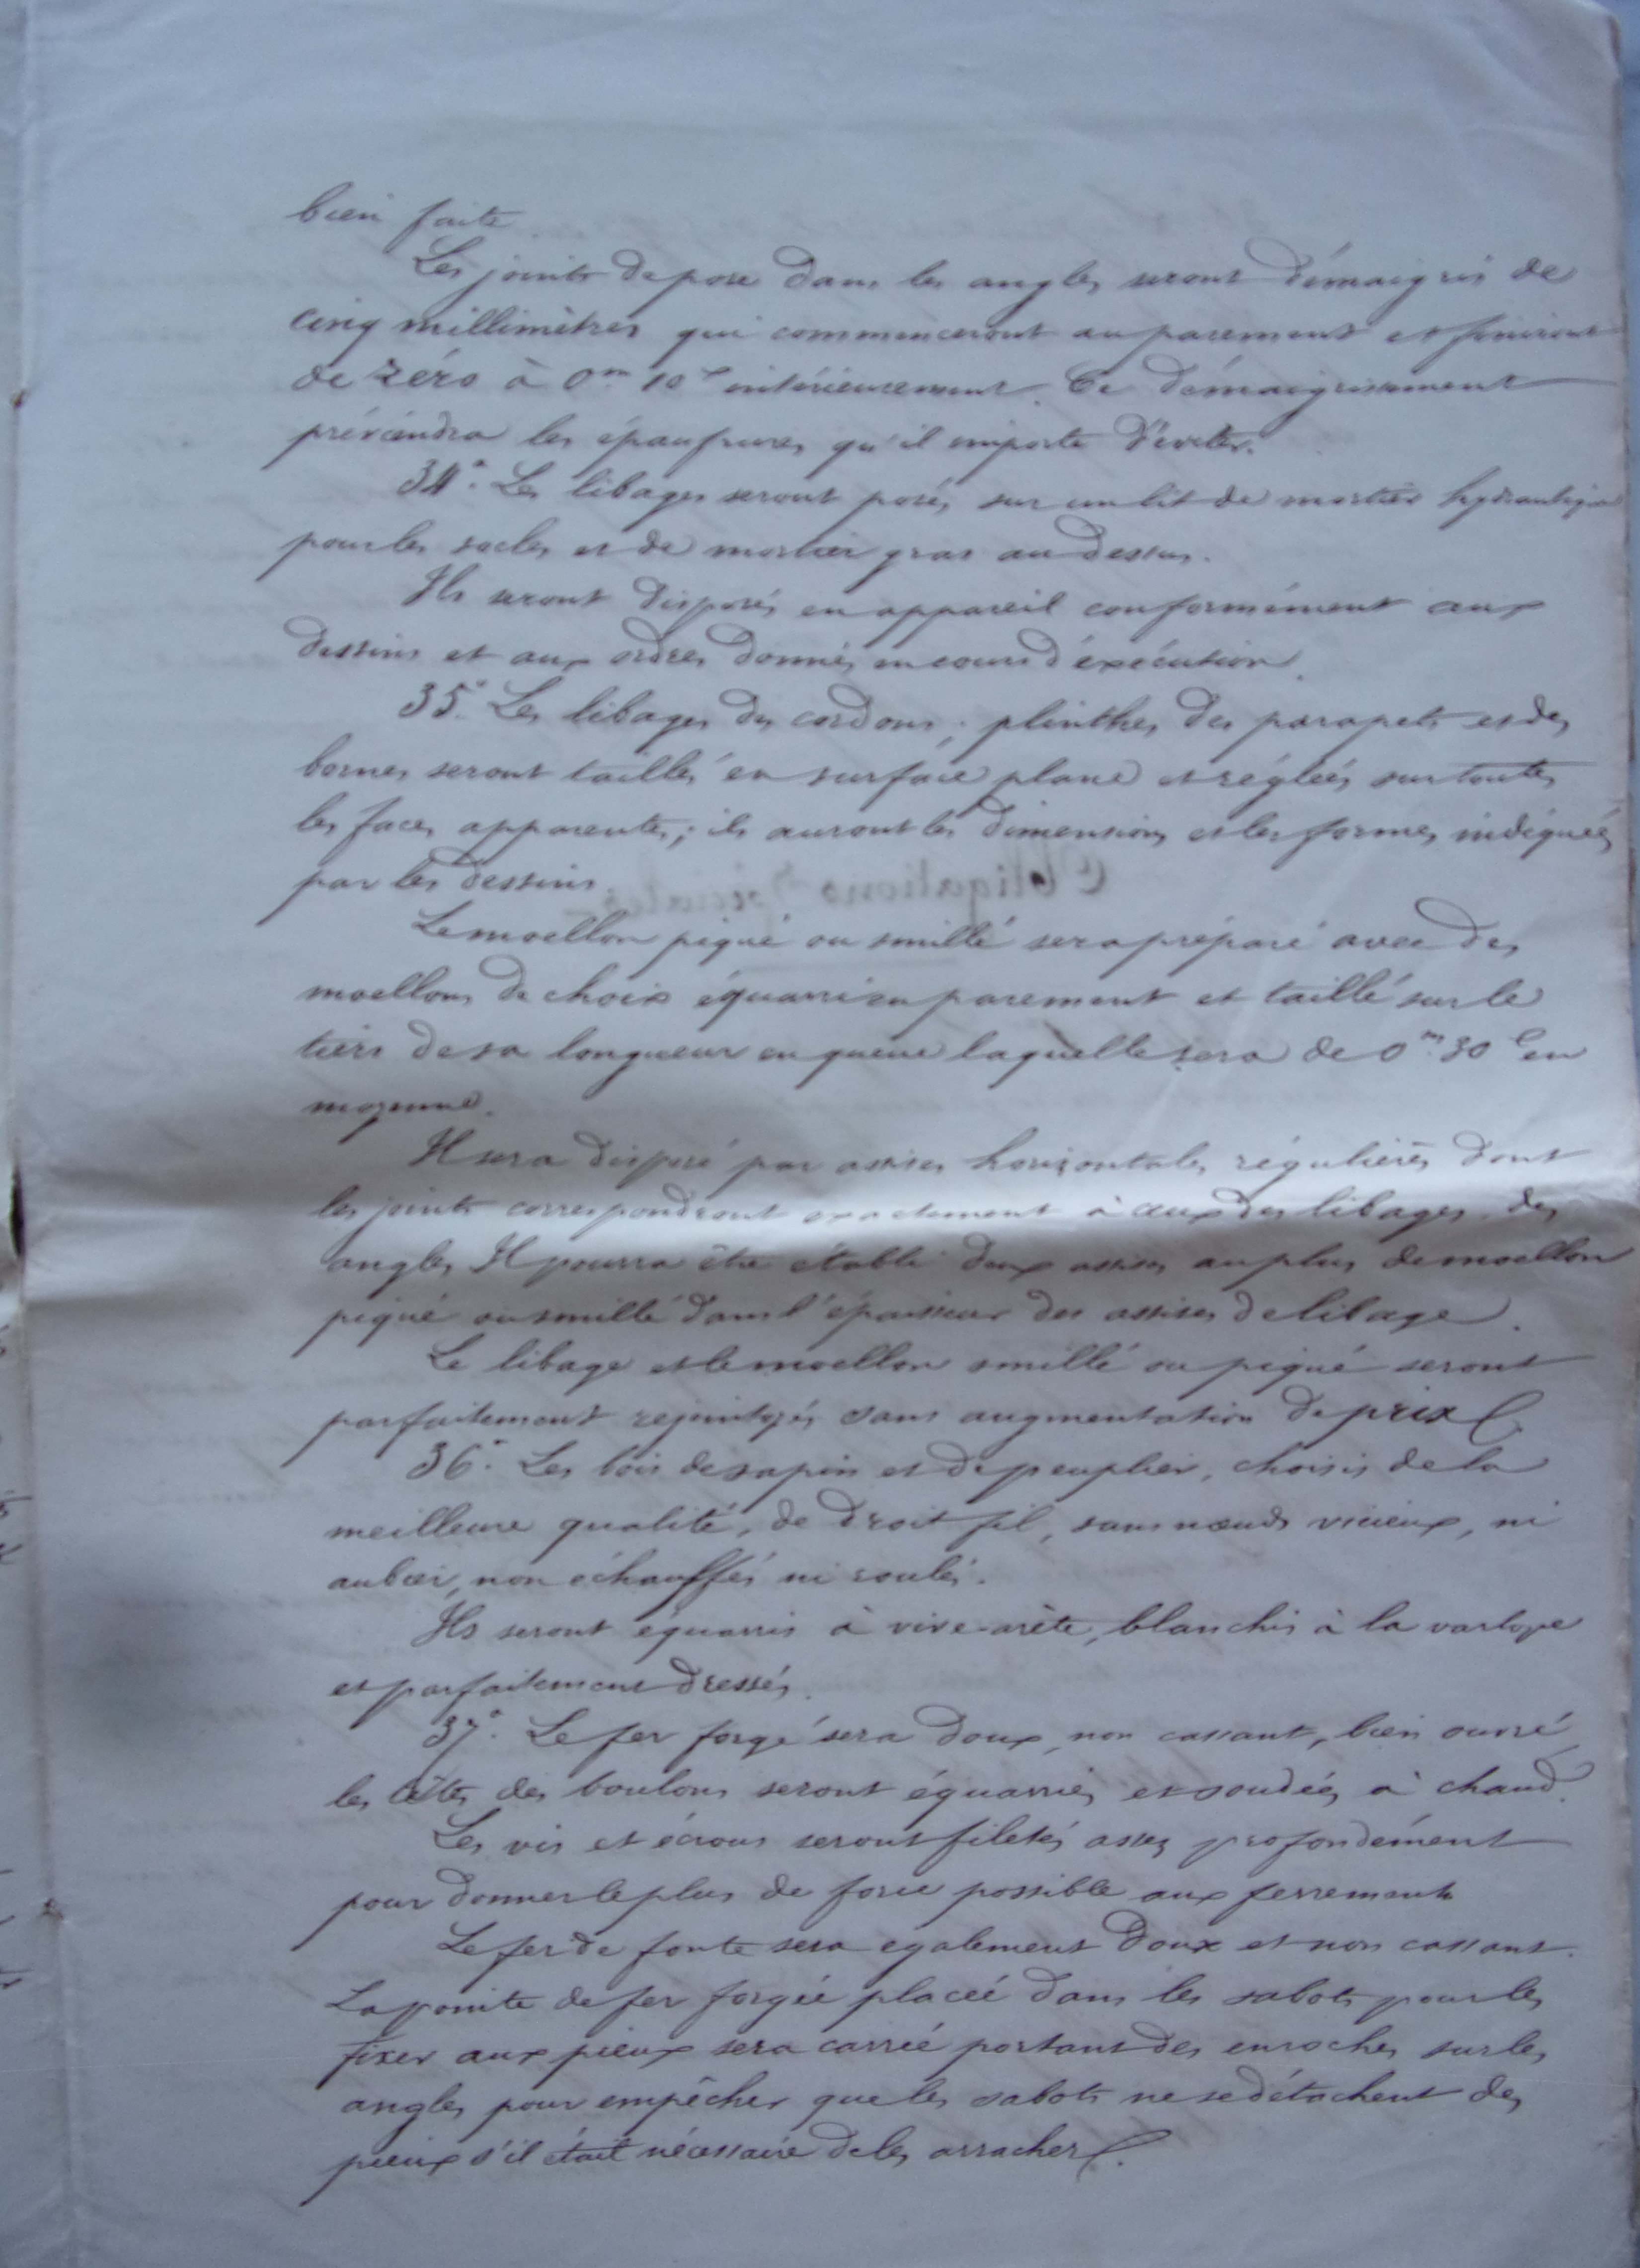 bien faite
Les joints de pose dans les angles seront démaigris de
cinq millimètres qui commenceront au parement et finiront
de zéro à 0m 10c intérieurement. Ce démaigrissement
préviendra les épaufrures qu'il importe d'éviter.
34°. Les libages seront posés sur un lit de mortier hydraulique
pour les socles et de mortier gras au dessus.
Ils seront disposés en appareil conformément aux
dessins et aux ordres donnés en cours d'exécution.
35°. Les libages des cordons, plinthes, des parapets et des
bornes seront taillés en surface plane et réglées sur toutes
les faces apparentes; ils auront les dimensions et les formes indiquées
par les dessins
Le moellon piqué ou smillé sera préparé avec des
moellons de choix équarri en parement et taillé sur le
tiers de sa longueur en queue laquelle sera de 0m.30c en
moyenne.
Il sera disposé par assises horizontales, régulières dont
les joints correspondront exactement à ceux des libages des
angles, Il pourra être établi deux assises au plus de moellon
piqué ou smillé dans l'épaisseur des assises de libage.
Le libage et le moellon smillé ou piqué seront
parfaitement rejointoyés sans augmentation de prix.
36°. Les bois de sapin et de peuplier, choisis de la
meilleure qualité, de droit fil, sans nœuds vicieux, ni
aubier, non échauffés ni roulés.
Ils seront équarris à vive-arête, blanchis à la varlope
et parfaitement dressés.
37°. Le fer forgé sera doux, non cassant, bien ouvré
les têtes des boulons seront équarries et soudées à chaud.
Les vis et écrous seront filetés assez profondément
pour donner le plus de force possible aux ferrements
Le fer de fonte sera egalement doux et non cassant.
La pointe de fer forgée placée dans les sabots pour les
fixer aux pieux sera carrée portant des enroches sur les
angles pour empêcher que les sabots ne se détachent des
pieux s'il était nécessaire de les arracher.